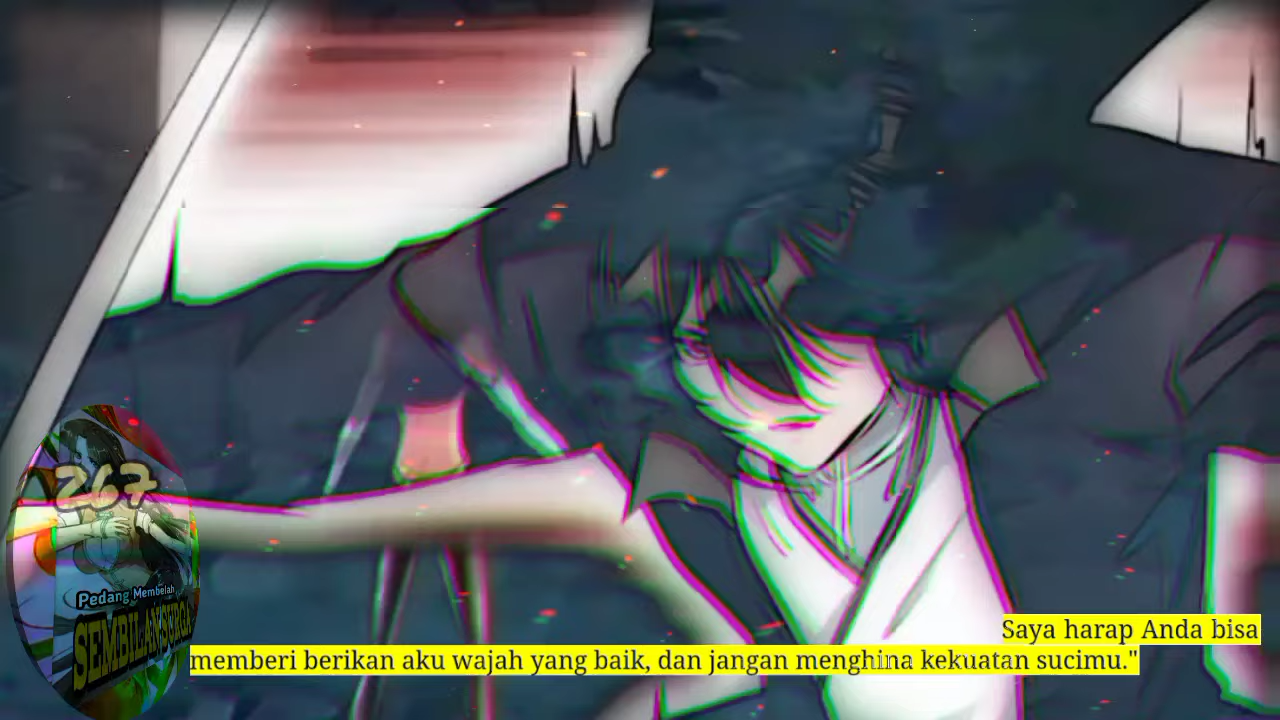 267
Pedang Membelah
SEMBILAN SURGA
Saya harap Anda bisa
memberi berikan aku wajah yang baik, dan jangan menghina kekuatan sucimu."